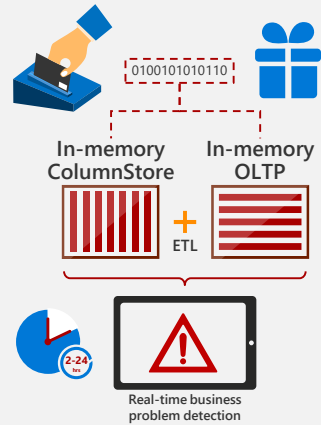 0100101010110
In-memory
ColumnStore
In-memory
OLTP
+
ETL
2-24
hrs
!
Real-time business
problem detection